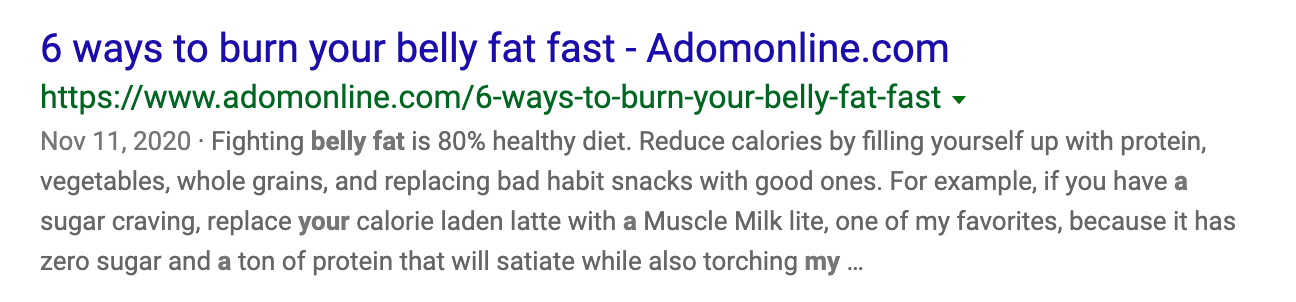 6 ways to burn your belly fat fast - Adomonline.com
https://www.adomonline.com/6-ways-to-burn-your-belly-fat-fast
Nov 11, 2020 · Fighting belly fat is 80% healthy diet. Reduce calories by filling yourself up with protein,
vegetables, whole grains, and replacing bad habit snacks with good ones. For example, if you have a
sugar craving, replace your calorie laden latte with a Muscle Milk lite, one of my favorites, because it has
zero sugar and a ton of protein that will satiate while also torching my ...